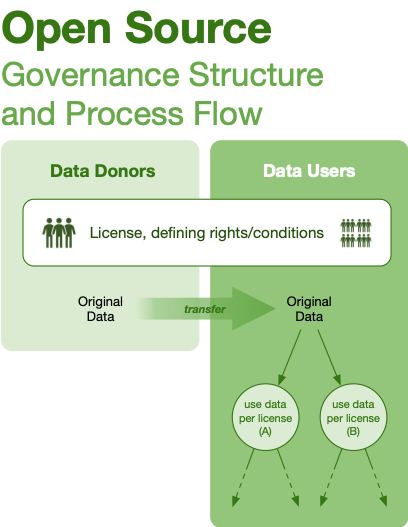 Open Source
Governance Structure
and Process Flow
Data Donors
Data Users
License, defining rights/conditions
Original
Data
transfer
Original
Data
use data
per license
(A)
use data
per license
(B)